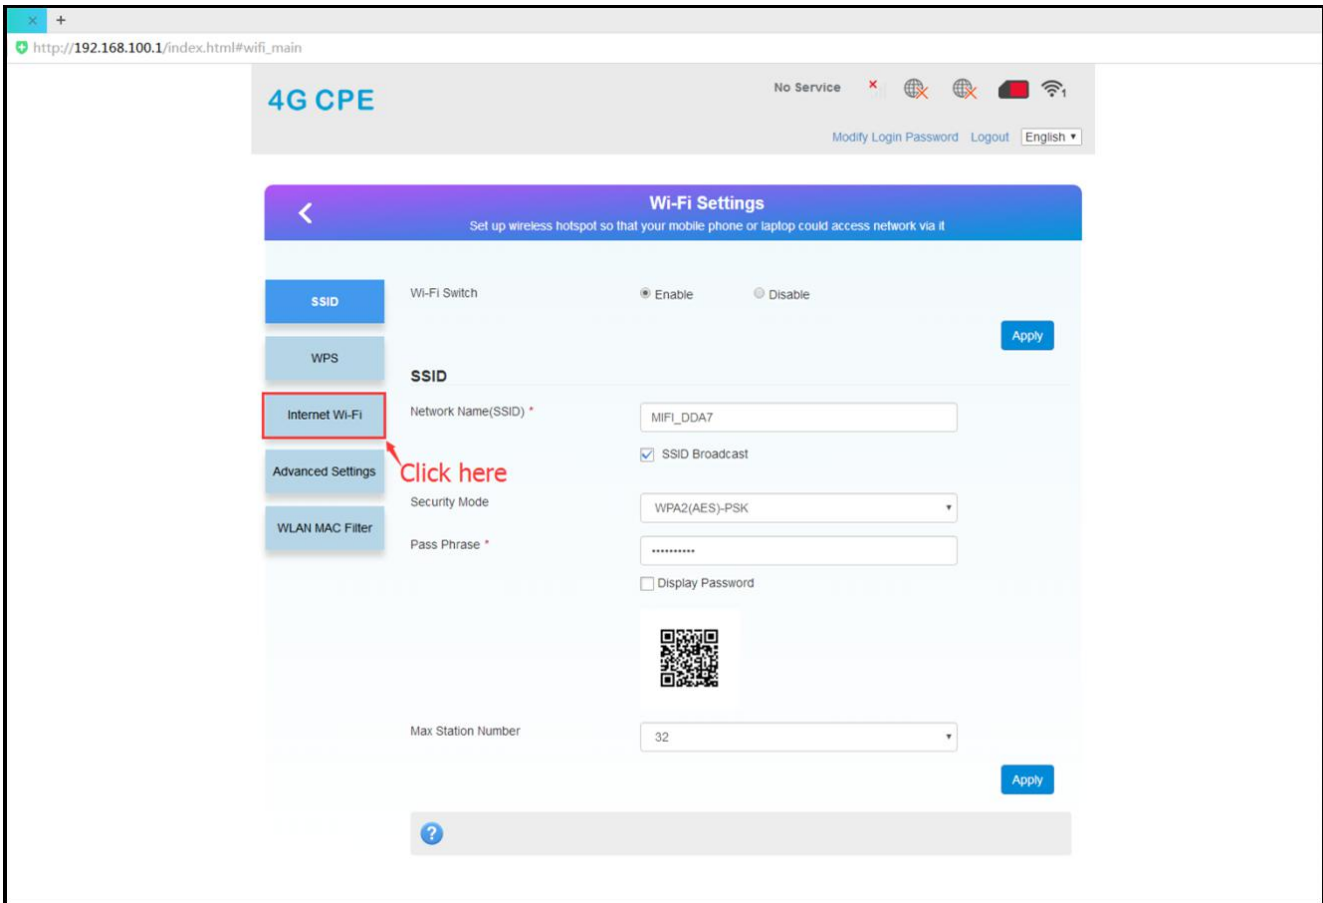 × +
http://192.168.100.1/index.html#wifi_main
4G CPE
No Service
1
Modify Login Password Logout English
Wi-Fi Settings
Set up wireless hotspot so that your mobile phone or laptop could access network via it
SSID
WPS
Internet Wi-Fi
Advanced Settings
WLAN MAC Filter
Click here
Wi-Fi Switch Enable Disable
Apply
SSID
Network Name(SSID) * MIFI_DDA7
SSID Broadcast
Security Mode WPA2(AES)-PSK
Pass Phrase * ••••••••••
Display Password
Max Station Number 32
Apply
?